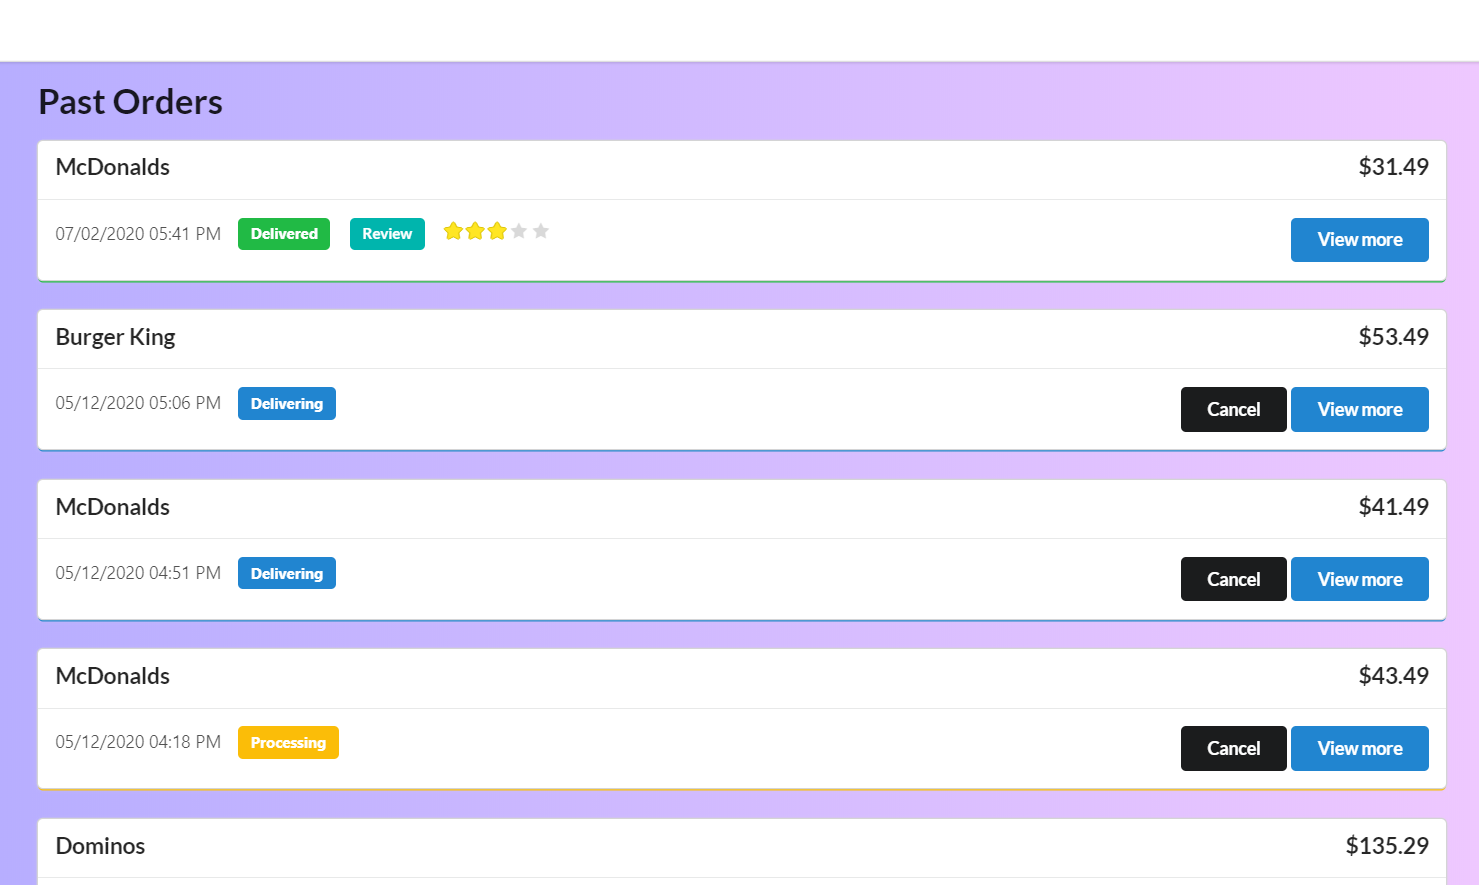 Past Orders
McDonalds $31.49
07/02/2020 05:41 PM Delivered Review View more
Burger King $53.49
05/12/2020 05:06 PM Delivering Cancel View more
McDonalds $41.49
05/12/2020 04:51 PM Delivering Cancel View more
McDonalds $43.49
05/12/2020 04:18 PM Processing Cancel View more
Dominos $135.29